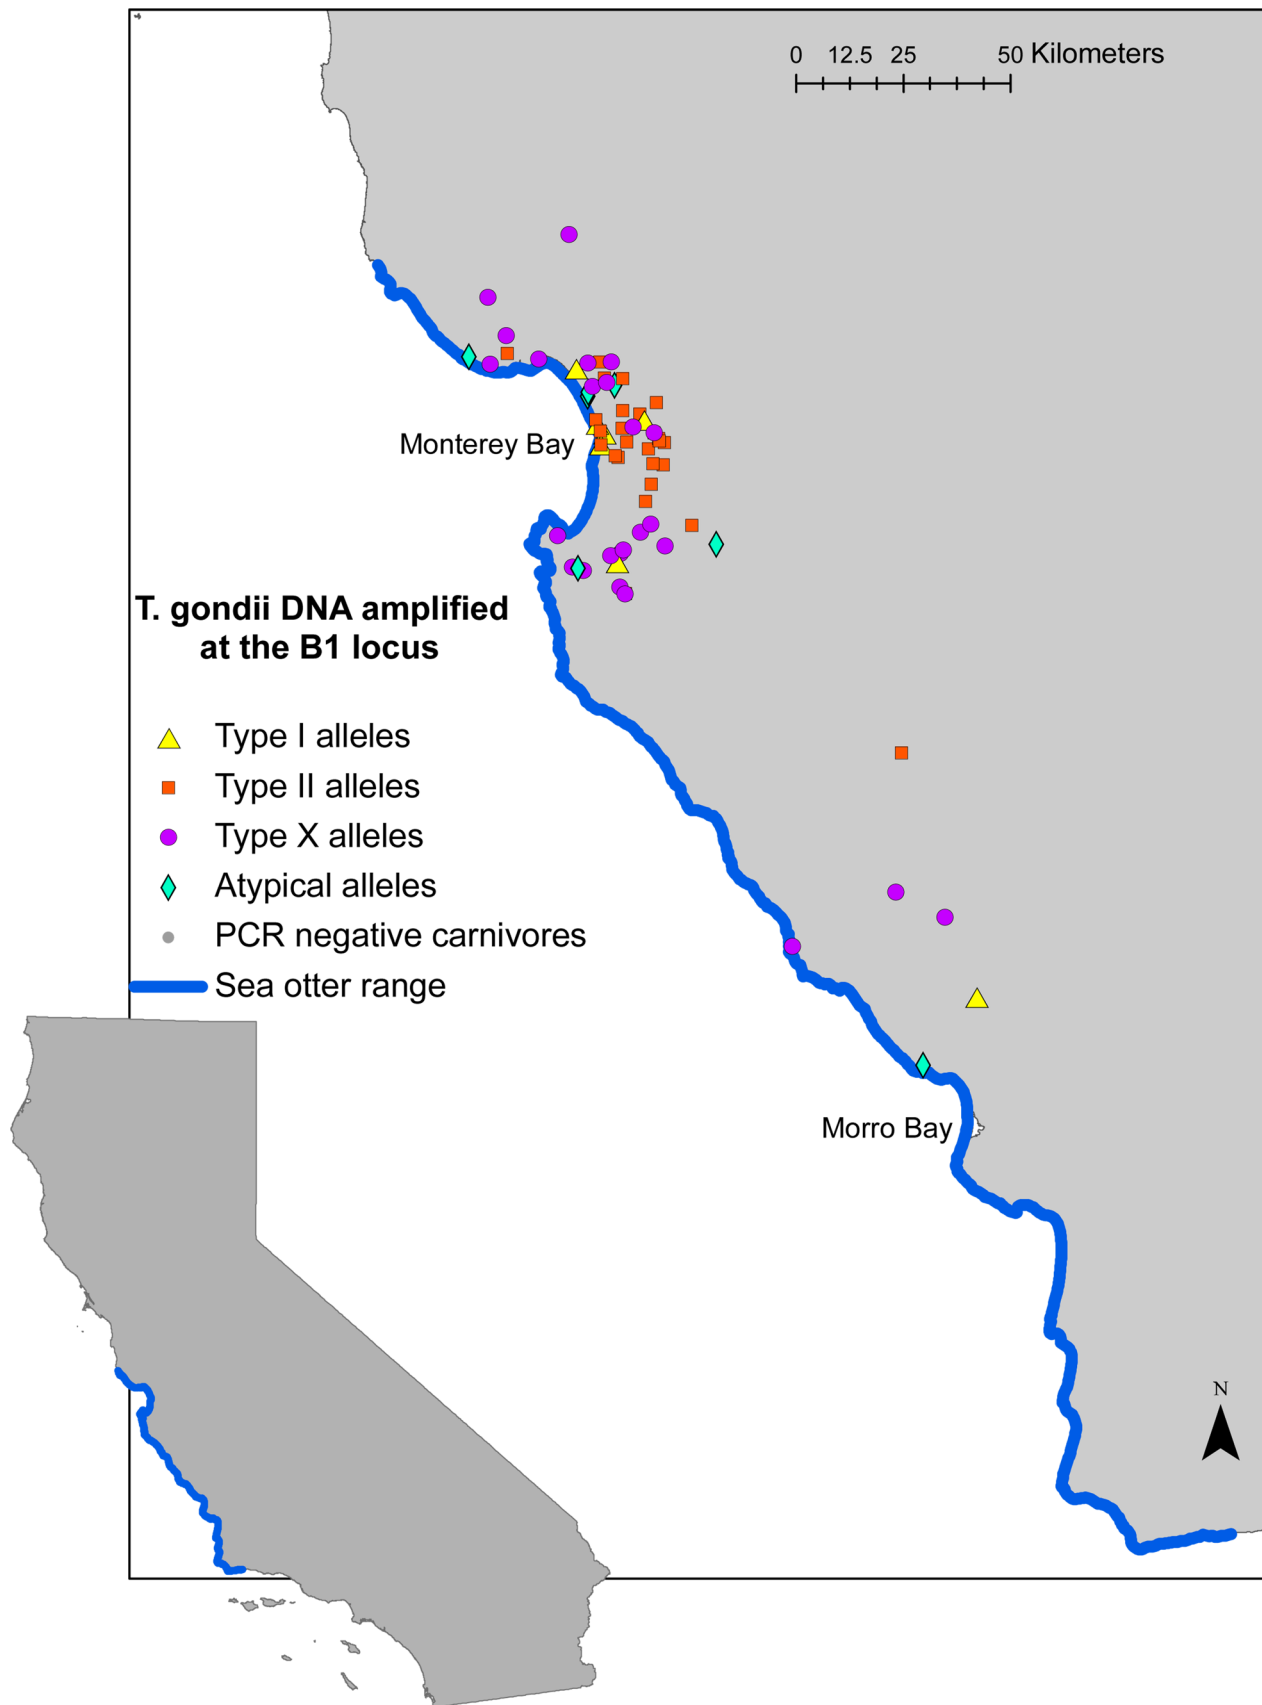 0 12.5 25 50 Kilometers
Monterey Bay
T. gondii DNA amplified
at the B1 locus
Type I alleles
Type II alleles
Type X alleles
Atypical alleles
PCR negative carnivores
Sea otter range
Morro Bay
N